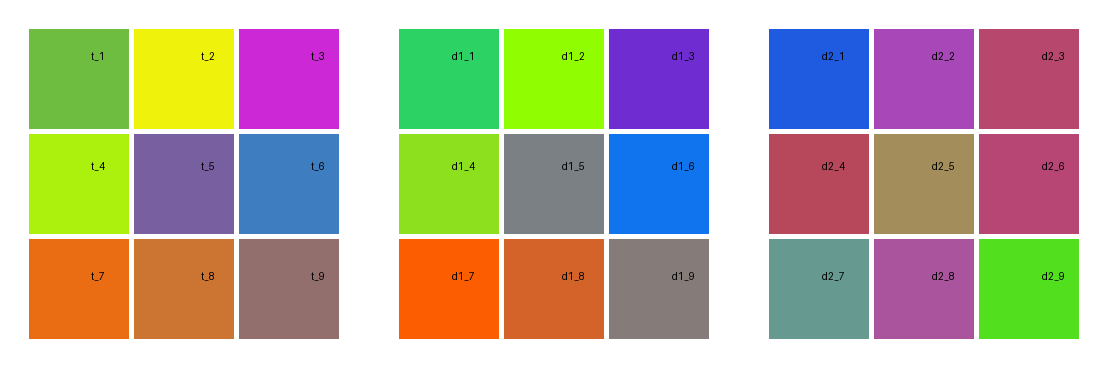 t_1 t_2 t_3 d1_1 d1_2 d1_3 d2_1 d2_2 d2_3
t_4 t_5 t_6 d1_4 d1_5 d1_6 d2_4 d2_5 d2_6
t_7 t_8 t_9 d1_7 d1_8 d1_9 d2_7 d2_8 d2_9